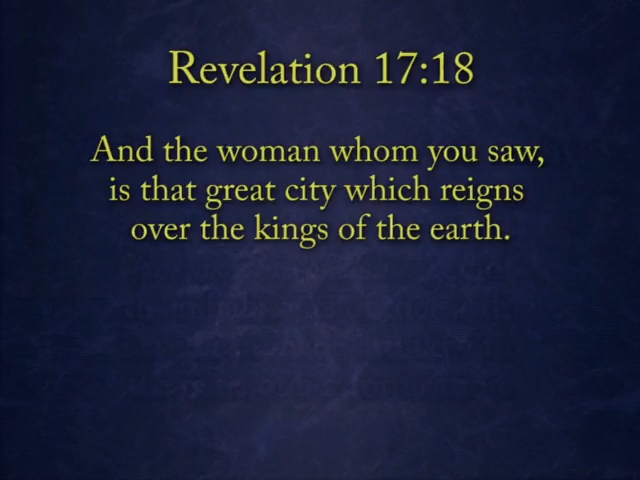 Revelation 17:18
And the woman whom you saw,
is that great city which reigns
over the kings of the earth.